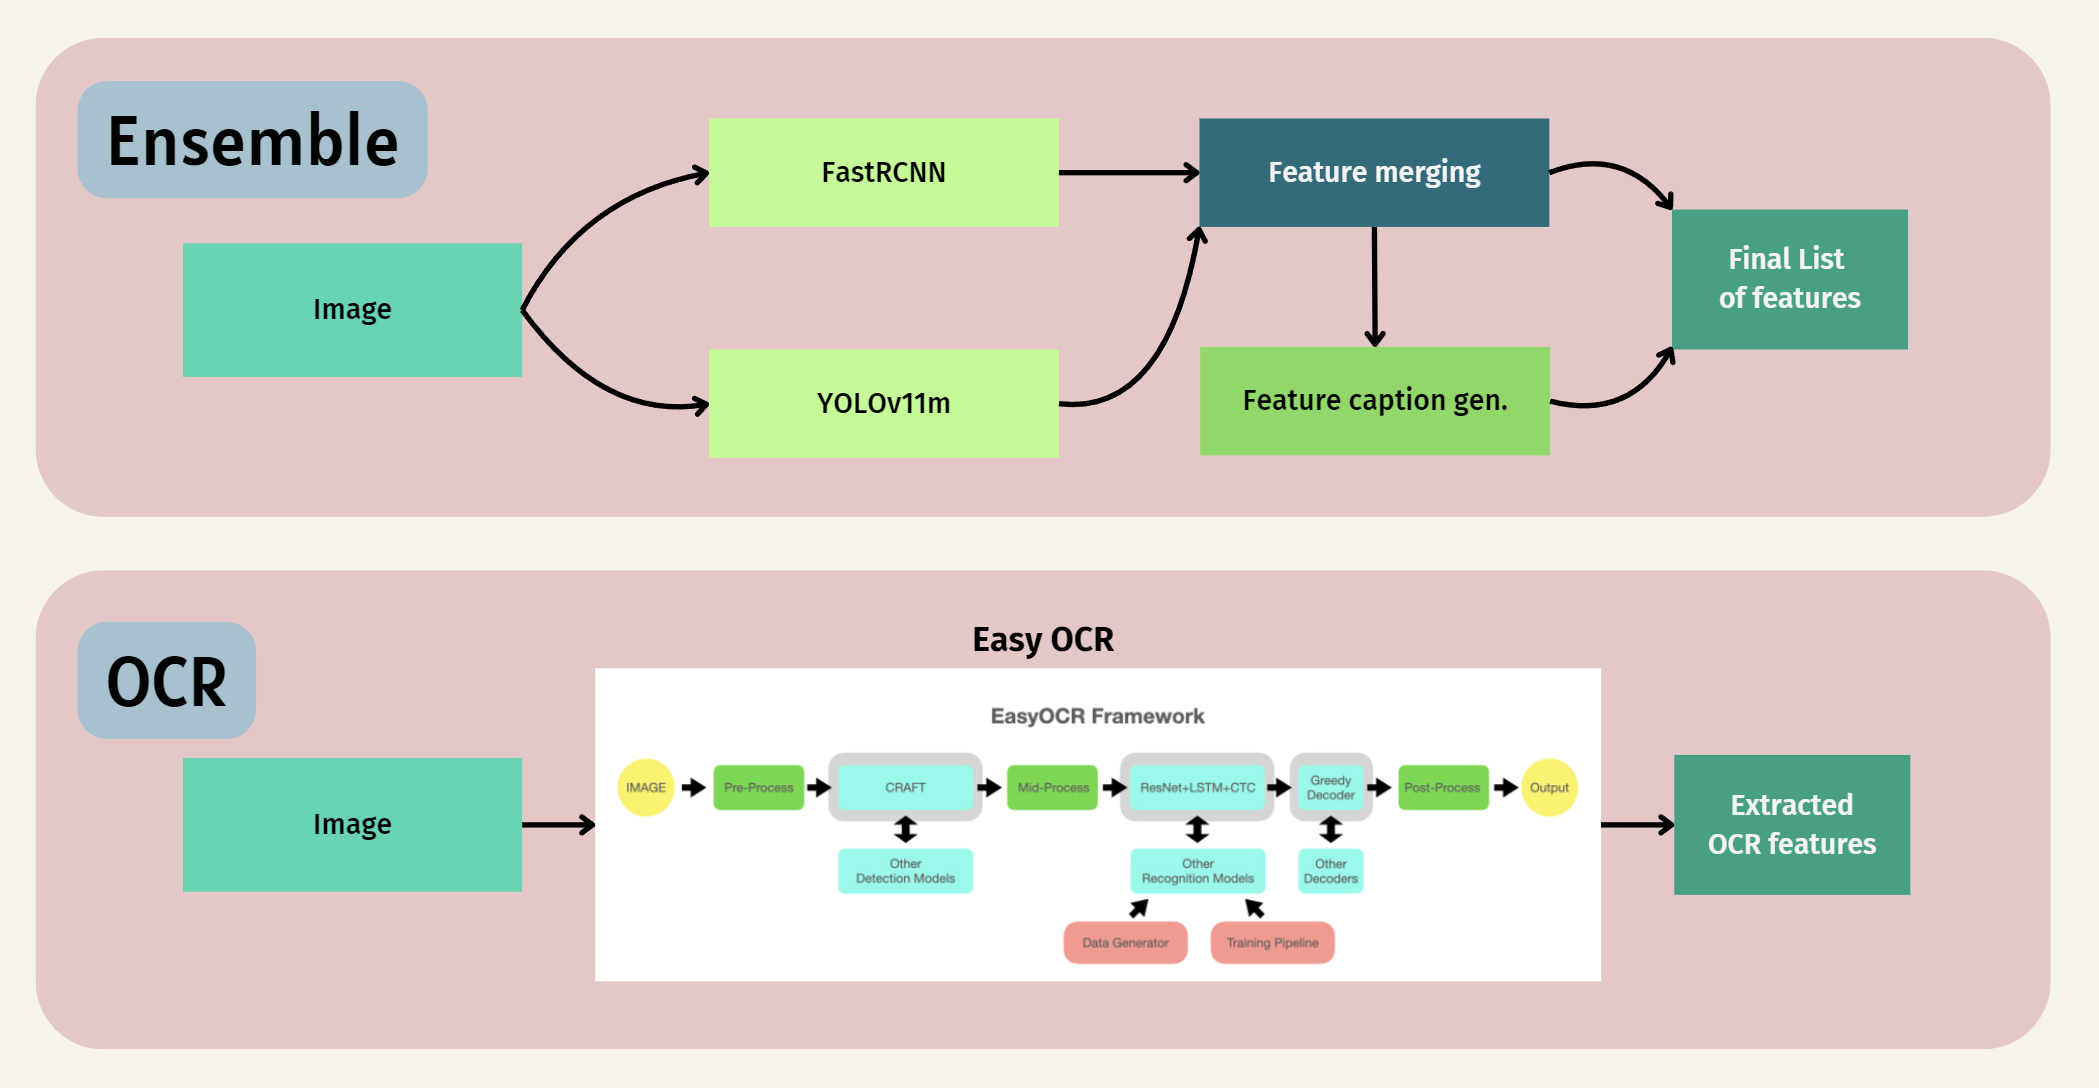 Ensemble
Image
FastRCNN
YOLOv11m
Feature merging
Feature caption gen.
Final List
of features
OCR
Image
Easy OCR
EasyOCR Framework
IMAGE
Pre-Process
CRAFT
Mid-Process
ResNet+LSTM+CTC
Greedy
Decoder
Post-Process
Output
Other
Detection Models
Other
Recognition Models
Other
Decoders
Data Generator
Training Pipeline
Extracted
OCR features